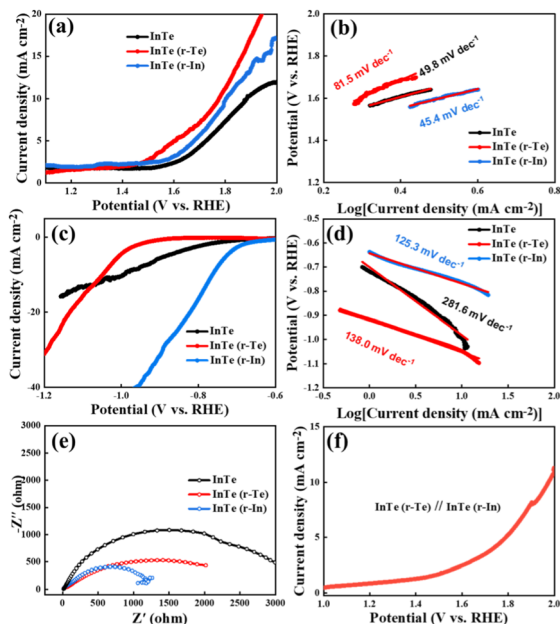 (a)
InTe
InTe (r-Te)
InTe (r-In)
Current density (mA cm-2)
25
20
15
10
5
0
1.2
1.4
1.6
1.8
2.0
Potential (V vs. RHE)
(b)
81.5 mV dec-1
49.8 mV dec-1
45.4 mV dec-1
InTe
InTe (r-Te)
InTe (r-In)
Potential (V vs. RHE)
2.0
1.8
1.6
1.4
1.2
0.2
0.4
0.6
0.8
Log[Current density (mA cm-2)]
(c)
InTe
InTe (r-Te)
InTe (r-In)
Current density (mA cm-2)
0
-20
-40
-1.2
-1.0
-0.8
-0.6
Potential (V vs. RHE)
(d)
125.3 mV dec-1
281.6 mV dec-1
138.0 mV dec-1
InTe
InTe (r-Te)
InTe (r-In)
Potential (V vs. RHE)
-0.5
-0.6
-0.7
-0.8
-0.9
-1.0
-1.1
-1.2
0.0
0.5
1.0
1.5
2.0
Log[Current density (mA cm-2)]
(e)
InTe
InTe (r-Te)
InTe (r-In)
-Z″ (ohm)
3000
2500
2000
1500
1000
500
0
0
500
1000
1500
2000
2500
3000
Z′ (ohm)
(f)
InTe (r-Te) // InTe (r-In)
Current density (mA cm-2)
15
10
5
0
1.0
1.2
1.4
1.6
1.8
2.0
Potential (V vs. RHE)